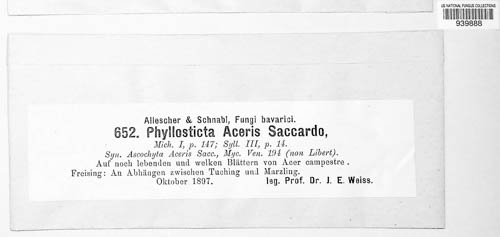 US NATIONAL FUNGUS COLLECTIONS
939888
Allescher & Schnabl, Fungi bavarici.
652. Phyllosticta Aceris Saccardo,
Mich. I, p. 147; Syll. III, p. 14.
Syn. Ascochyta Aceris Sacc., Myc. Ven. 194 (non Libert).
Auf noch lebenden und welken Blättern von Acer campestre.
Freising: An Abhängen zwischen Tuching und Marzling.
Oktober 1897. leg. Prof. Dr. J. E. Weiss.